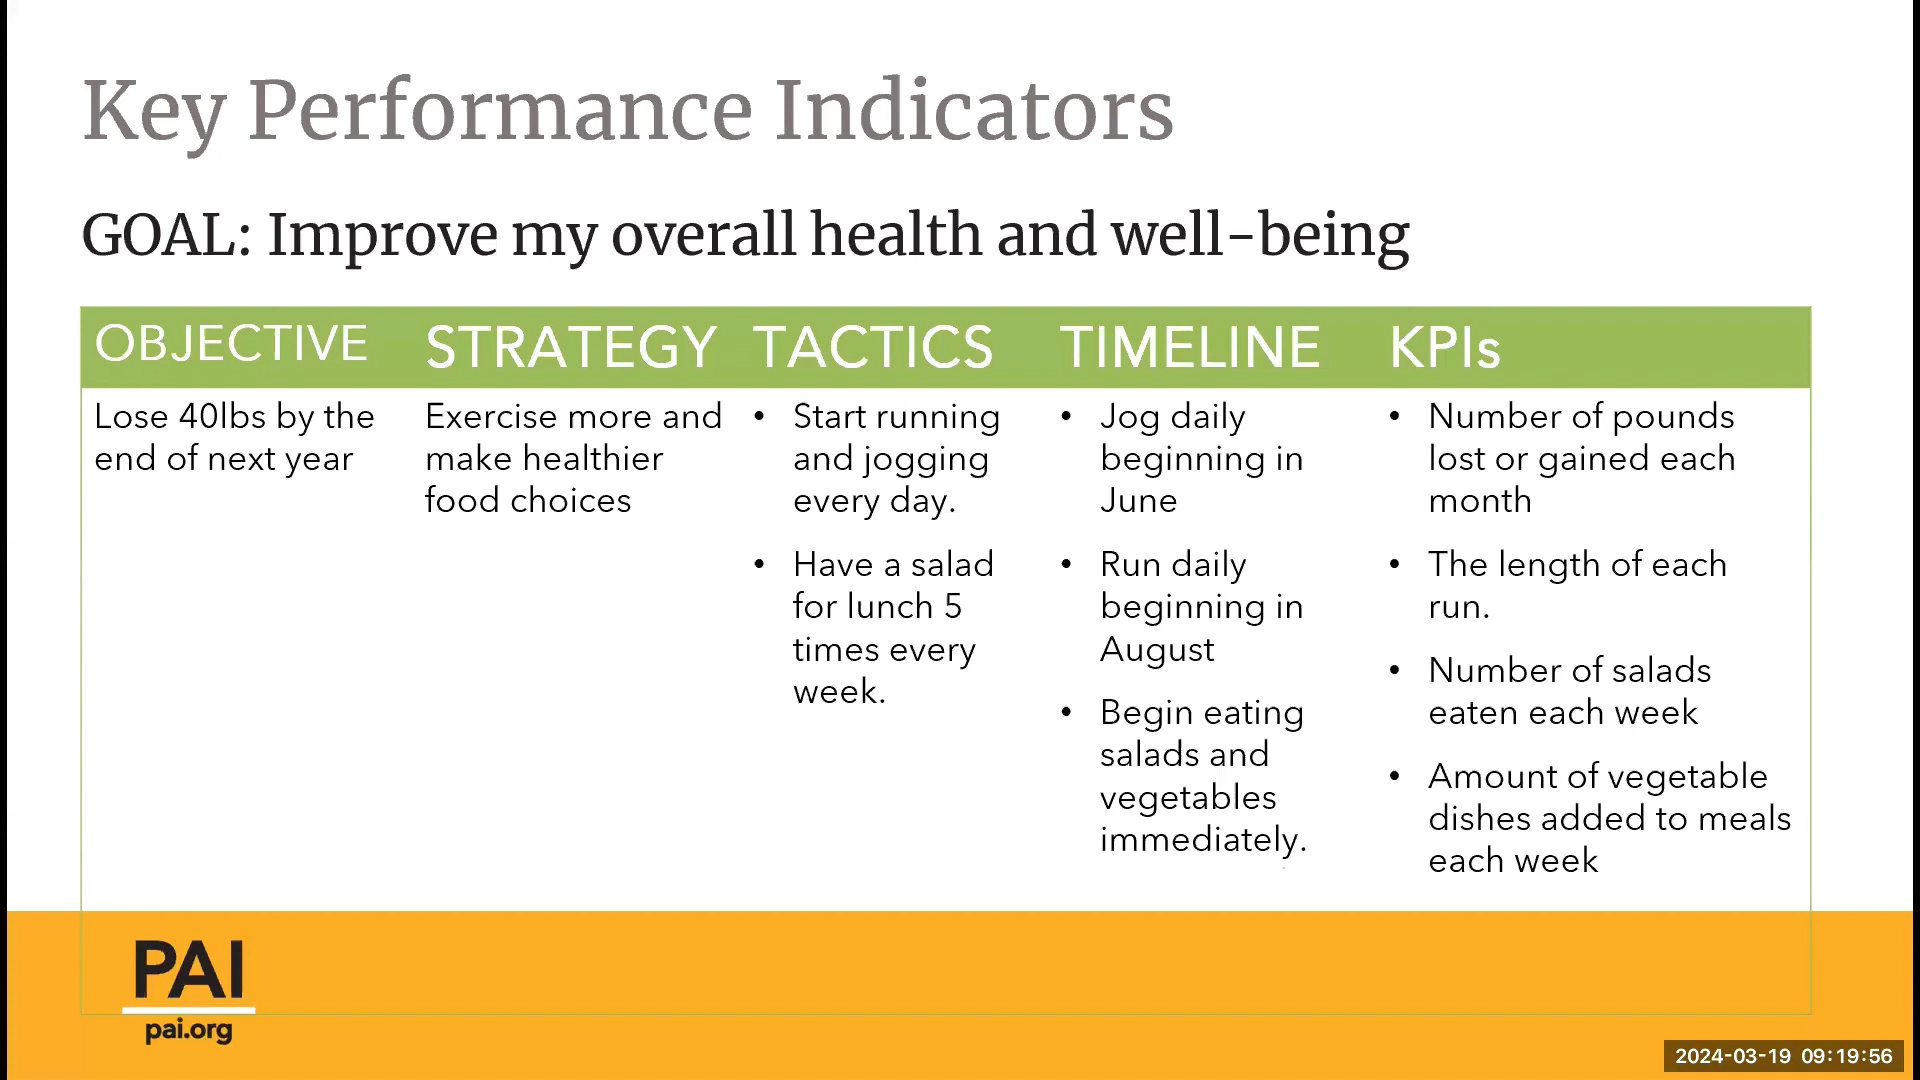 Key Performance Indicators
GOAL: Improve my overall health and well-being
OBJECTIVE
STRATEGY
TACTICS
TIMELINE
KPIs
Lose 40lbs by the
end of next year
Exercise more and
make healthier
food choices
• Start running
and jogging
every day.
• Have a salad
for lunch 5
times every
week.
• Jog daily
beginning in
June
• Run daily
beginning in
August
• Begin eating
salads and
vegetables
immediately.
• Number of pounds
lost or gained each
month
• The length of each
run.
• Number of salads
eaten each week
• Amount of vegetable
dishes added to meals
each week
PAI
pai.org
2024-03-19 09:19:56